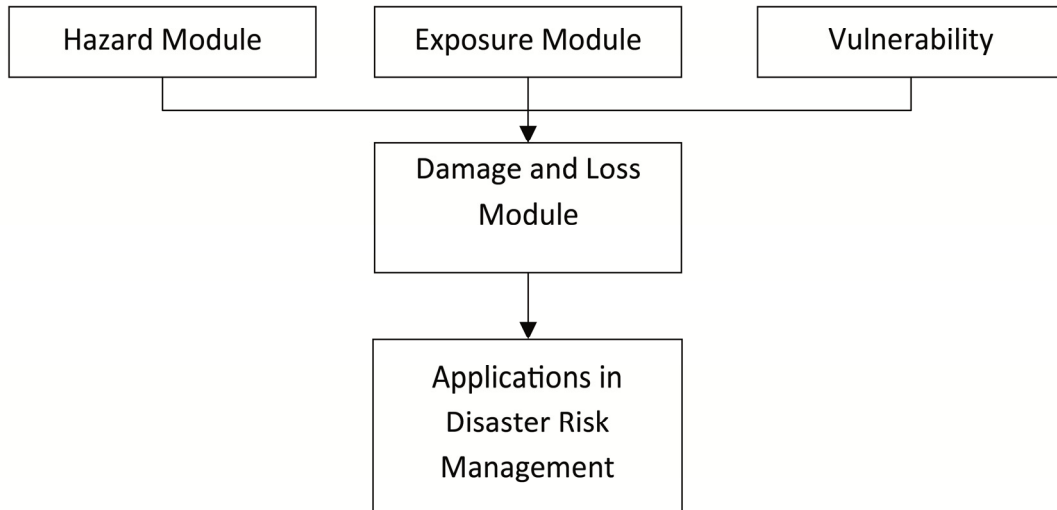 Hazard Module
Exposure Module
Vulnerability
Damage and Loss
Module
Applications in
Disaster Risk
Management